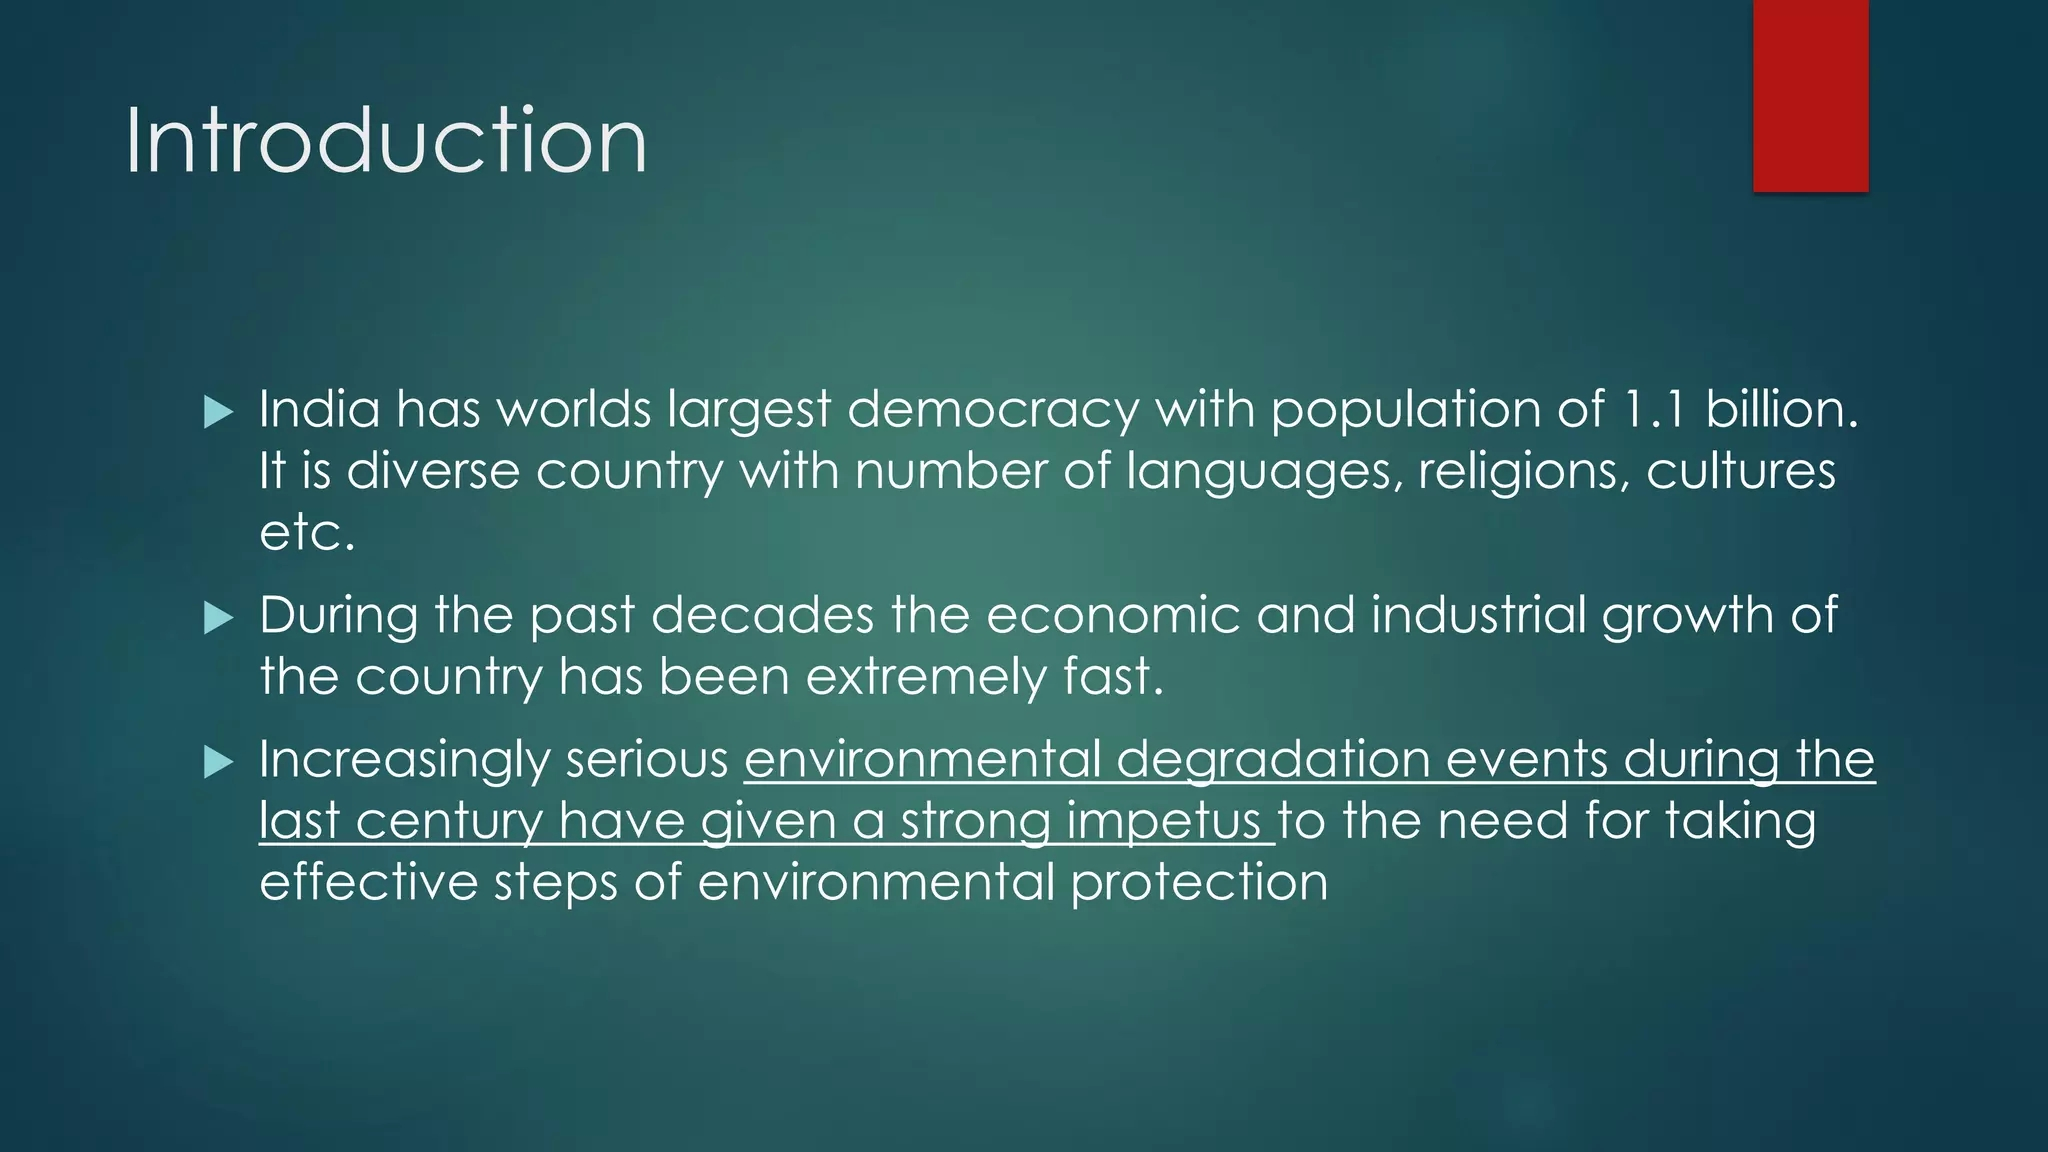 Introduction
India has worlds largest democracy with population of 1.1 billion.
It is diverse country with number of languages, religions, cultures
etc.
During the past decades the economic and industrial growth of
the country has been extremely fast.
Increasingly serious environmental degradation events during the
last century have given a strong impetus to the need for taking
effective steps of environmental protection